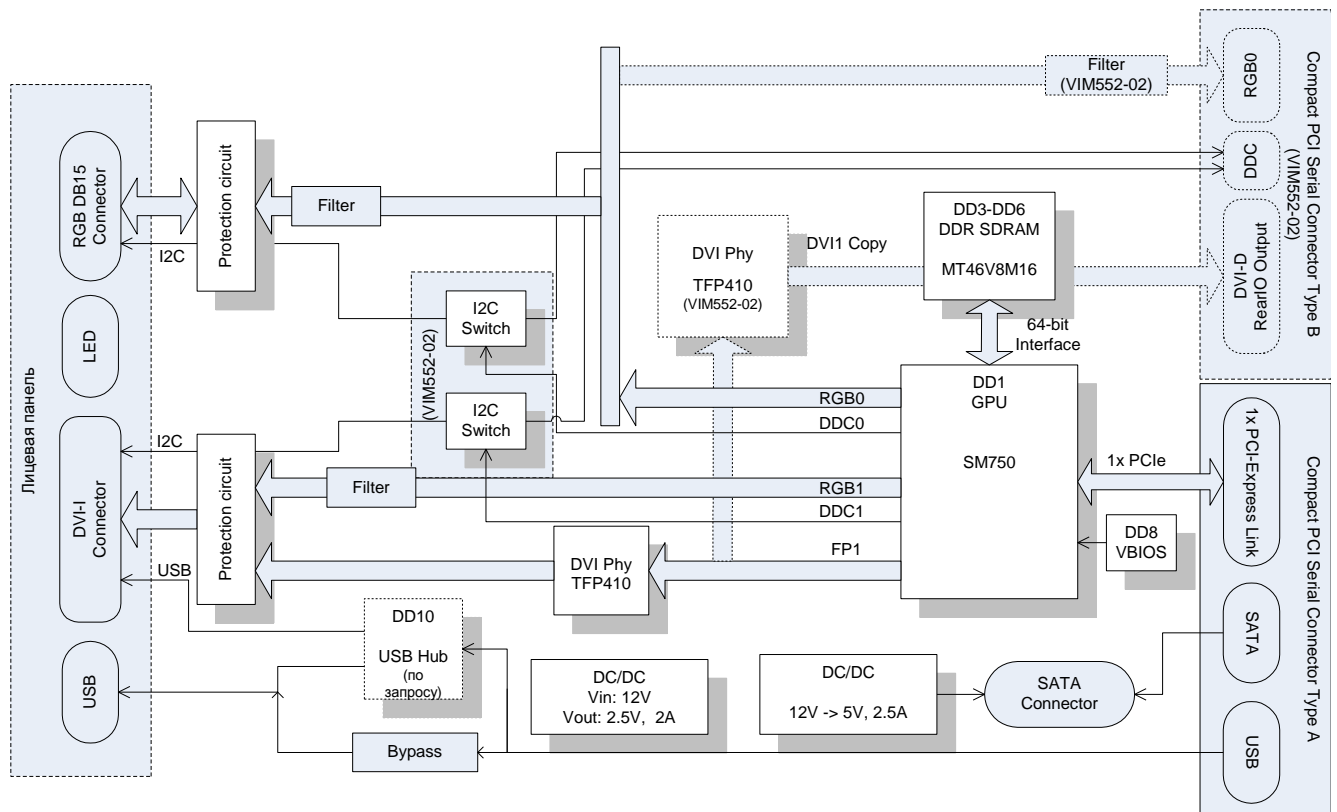 Лицевая панель
RGB DB15
Connector
LED
DVI-I
Connector
USB
I2C
I2C
USB
Protection circuit
Protection circuit
Filter
Filter
(VIM552-02)
I2C
Switch
I2C
Switch
DD10
USB Hub
(по
запросу)
Bypass
DVI Phy
TFP410
DVI Phy
TFP410
(VIM552-02)
DVI1 Copy
DD3-DD6
DDR SDRAM
MT46V8M16
64-bit
Interface
RGB0
DDC0
RGB1
DDC1
FP1
DD1
GPU
SM750
1x PCIe
DD8
VBIOS
DC/DC
Vin: 12V
Vout: 2.5V, 2A
DC/DC
12V -> 5V, 2.5A
SATA
Connector
Filter
(VIM552-02)
RGB0
DDC
DVI-D
ReatO Output
Compact PCI Serial Connector Type B
(VIM552-02)
1x PCI-Express Link
SATA
USB
Compact PCI Serial Connector Type A